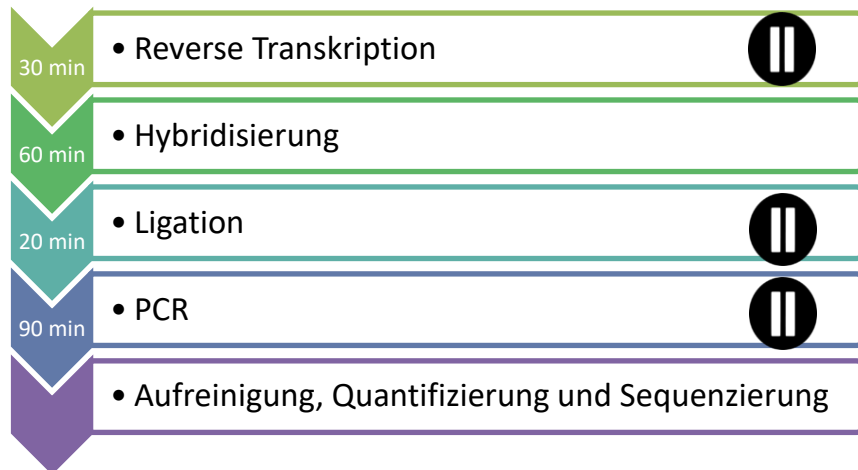 30 min
• Reverse Transkription
60 min
• Hybridisierung
20 min
• Ligation
90 min
• PCR
• Aufreinigung, Quantifizierung und Sequenzierung